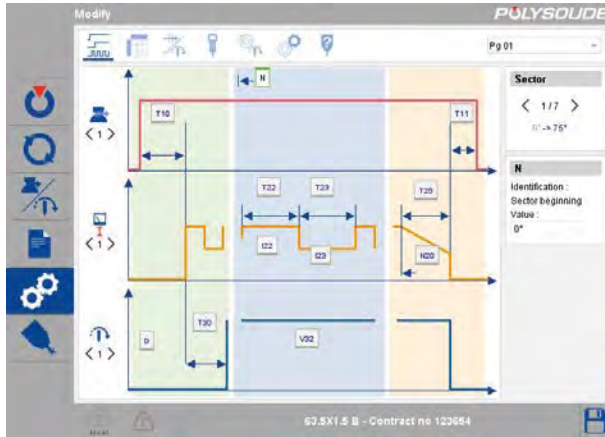 Modify
POLYSOUDE
Pg 01
N
T10
T11
< 1 >
T22
T23
T29
I22
I23
N20
< 1 >
T30
D
V32
< 1 >
Sector
< 1/7 >
0°-> 75°
N
Identification :
Sector beginning
Value :
0°
63.5X1.5 B - Contract no 123654